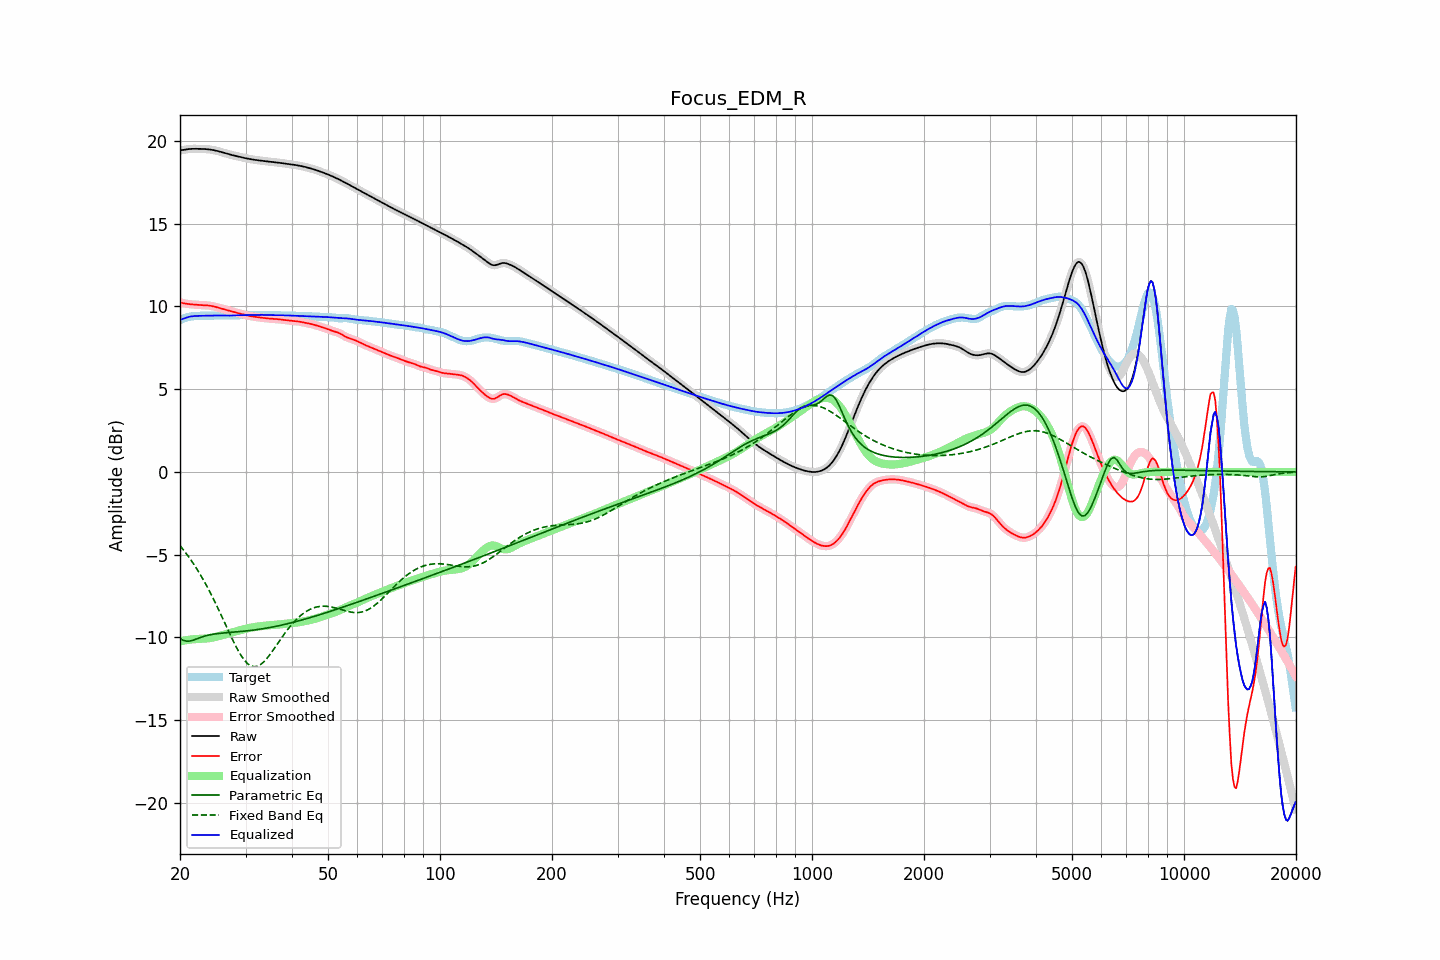 Focus_EDM_R
Amplitude (dBr)
20
15
10
5
0
−5
−10
−15
−20
Target
Raw Smoothed
Error Smoothed
Raw
Error
Equalization
Parametric Eq
Fixed Band Eq
Equalized
20 50 100 200 500 1000 2000 5000 10000 20000
Frequency (Hz)